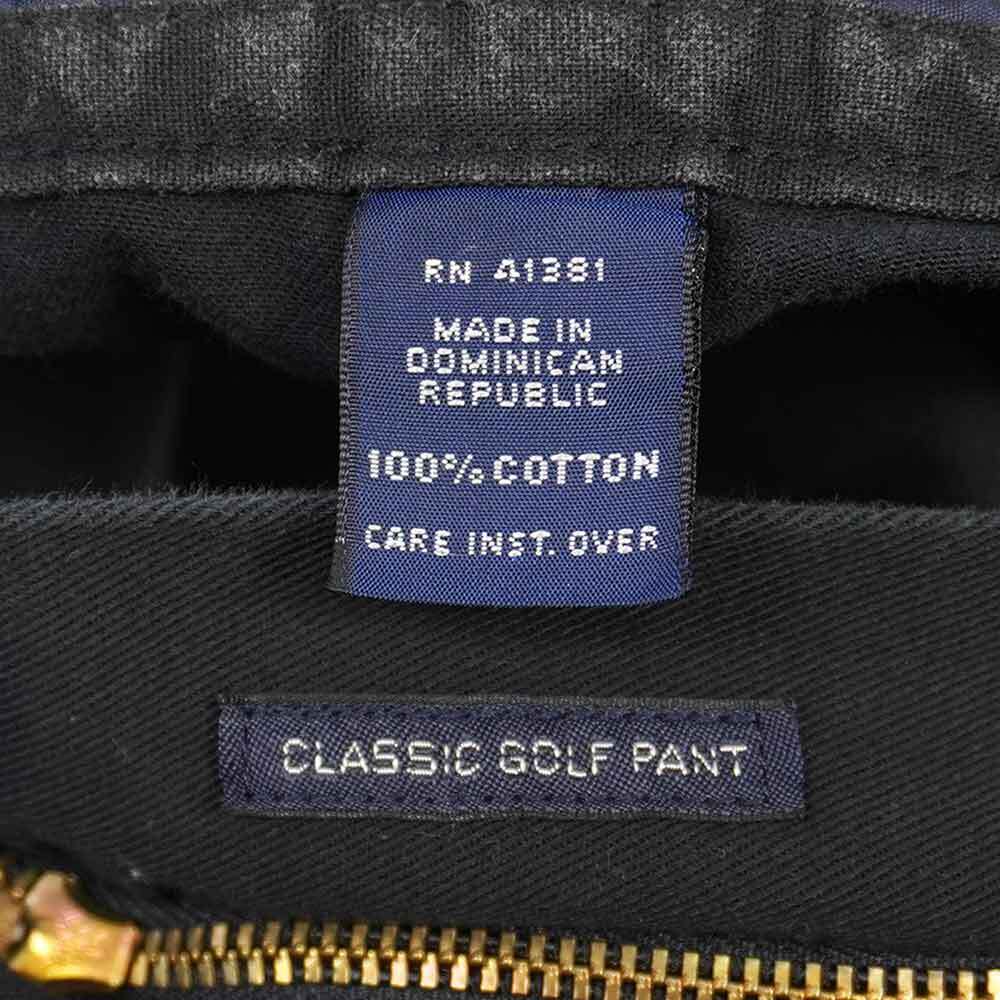 RN 41381
MADE IN
DOMINICAN
REPUBLIC
100% COTTON
CARE INST. OVER
CLASSIC GOLF PANT